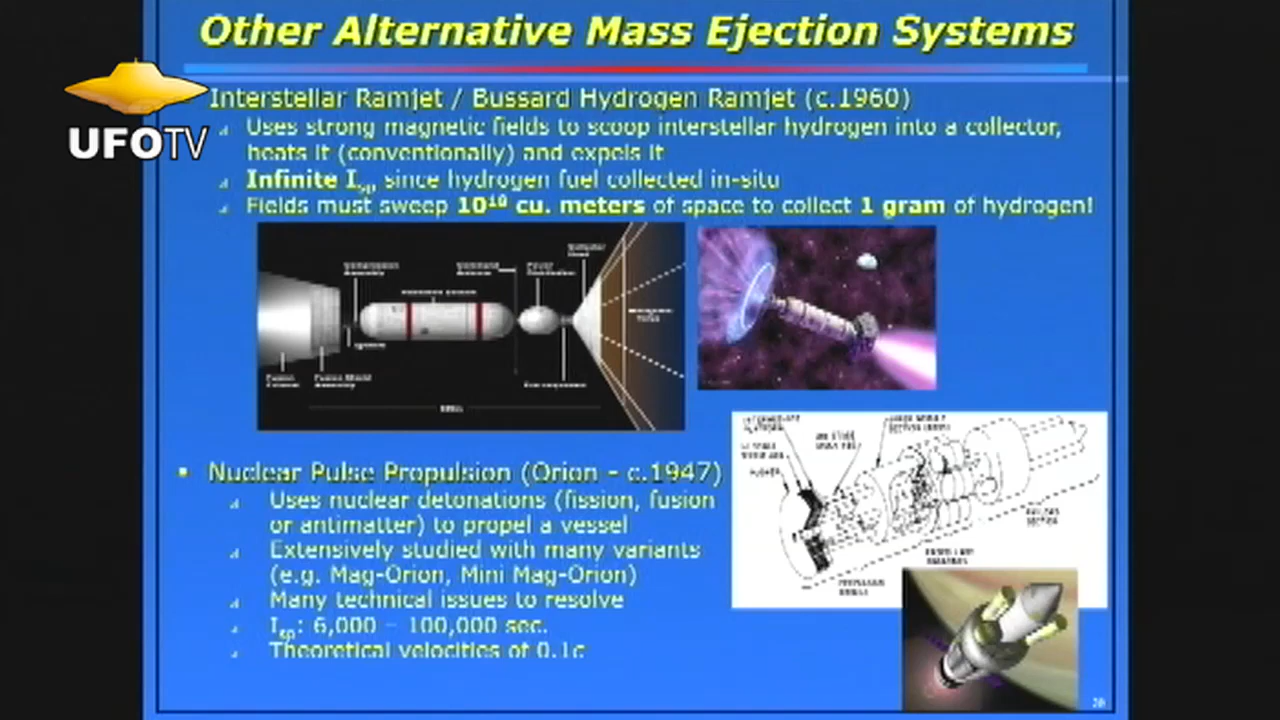 Other Alternative Mass Ejection Systems
UFOTV
Interstellar Ramjet / Bussard Hydrogen Ramjet (c.1960)
Uses strong magnetic fields to scoop interstellar hydrogen into a collector,
heats it (conventionally) and expels it
Infinite Isp since hydrogen fuel collected in-situ
Fields must sweep 10¹⁸ cu. meters of space to collect 1 gram of hydrogen!
Nuclear Pulse Propulsion (Orion - c.1947)
Uses nuclear detonations (fission, fusion
or antimatter) to propel a vessel
Extensively studied with many variants
(e.g. Mag-Orion, Mini Mag-Orion)
Many technical issues to resolve
Isp: 6,000 – 100,000 sec.
Theoretical velocities of 0.1c